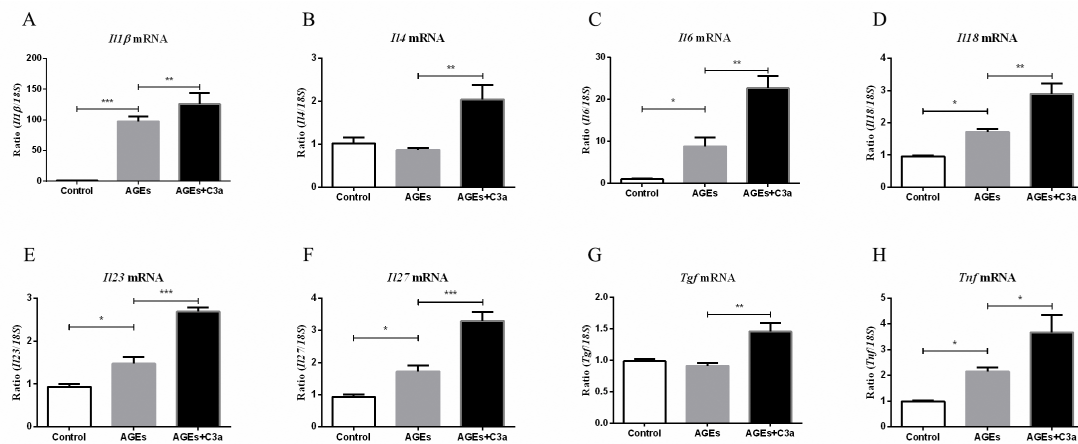 A
Il1β mRNA
Ratio (Il1β/18S)
200
150
100
50
0
***
**
Control AGEs AGEs+C3a
B
Il4 mRNA
Ratio (Il4/18S)
3
2
1
0
**
Control AGEs AGEs+C3a
C
Il6 mRNA
Ratio (Il6/18S)
30
20
10
0
*
**
Control AGEs AGEs+C3a
D
Il18 mRNA
Ratio (Il18/18S)
4
3
2
1
0
*
**
Control AGEs AGEs+C3a
E
Il23 mRNA
Ratio (Il23/18S)
3
2
1
0
*
***
Control AGEs AGEs+C3a
F
Il27 mRNA
Ratio (Il27/18S)
4
3
2
1
0
*
***
Control AGEs AGEs+C3a
G
Tgf mRNA
Ratio (Tgf/18S)
2.0
1.5
1.0
0.5
0.0
**
Control AGEs AGEs+C3a
H
Tnf mRNA
Ratio (Tnf/18S)
5
4
3
2
1
0
*
*
Control AGEs AGEs+C3a